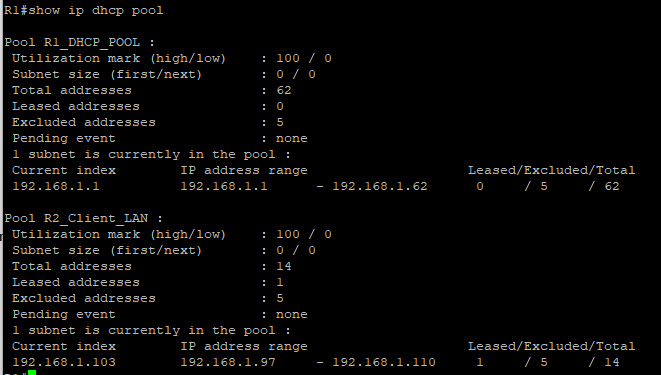 R1#show ip dhcp pool
Pool R1_DHCP_POOL :
Utilization mark (high/low) : 100 / 0
Subnet size (first/next) : 0 / 0
Total addresses : 62
Leased addresses : 0
Excluded addresses : 5
Pending event : none
1 subnet is currently in the pool :
Current index IP address range Leased/Excluded/Total
192.168.1.1 192.168.1.1 - 192.168.1.62 0 / 5 / 62
Pool R2_Client_LAN :
Utilization mark (high/low) : 100 / 0
Subnet size (first/next) : 0 / 0
Total addresses : 14
Leased addresses : 1
Excluded addresses : 5
Pending event : none
1 subnet is currently in the pool :
Current index IP address range Leased/Excluded/Total
192.168.1.103 192.168.1.97 - 192.168.1.110 1 / 5 / 14
R1#